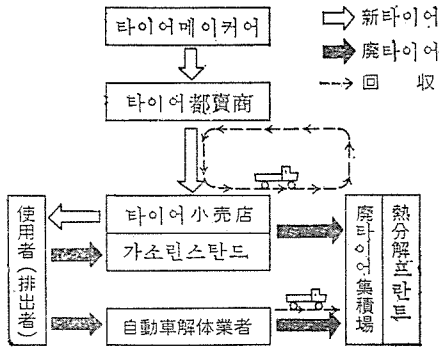 타이어메이커어
新타이어
廃타이어
回 収
타이어都賣商
타이어小売店
가소린스탄드
使用者(排出者)
自動車解体業者
廃타이어集積場
熱分解프란트